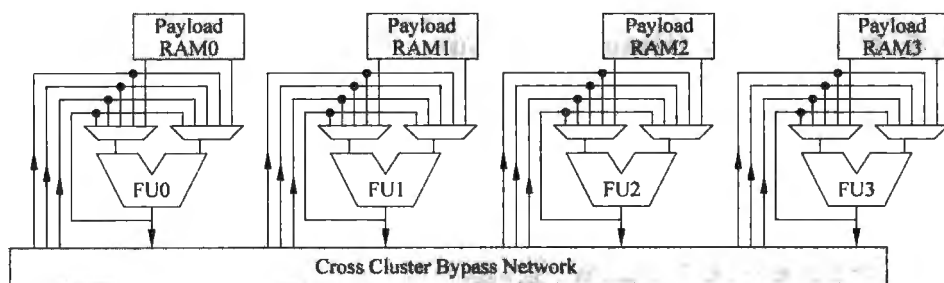 Payload
RAM0
Payload
RAM1
Payload
RAM2
Payload
RAM3
FU0
FU1
FU2
FU3
Cross Cluster Bypass Network